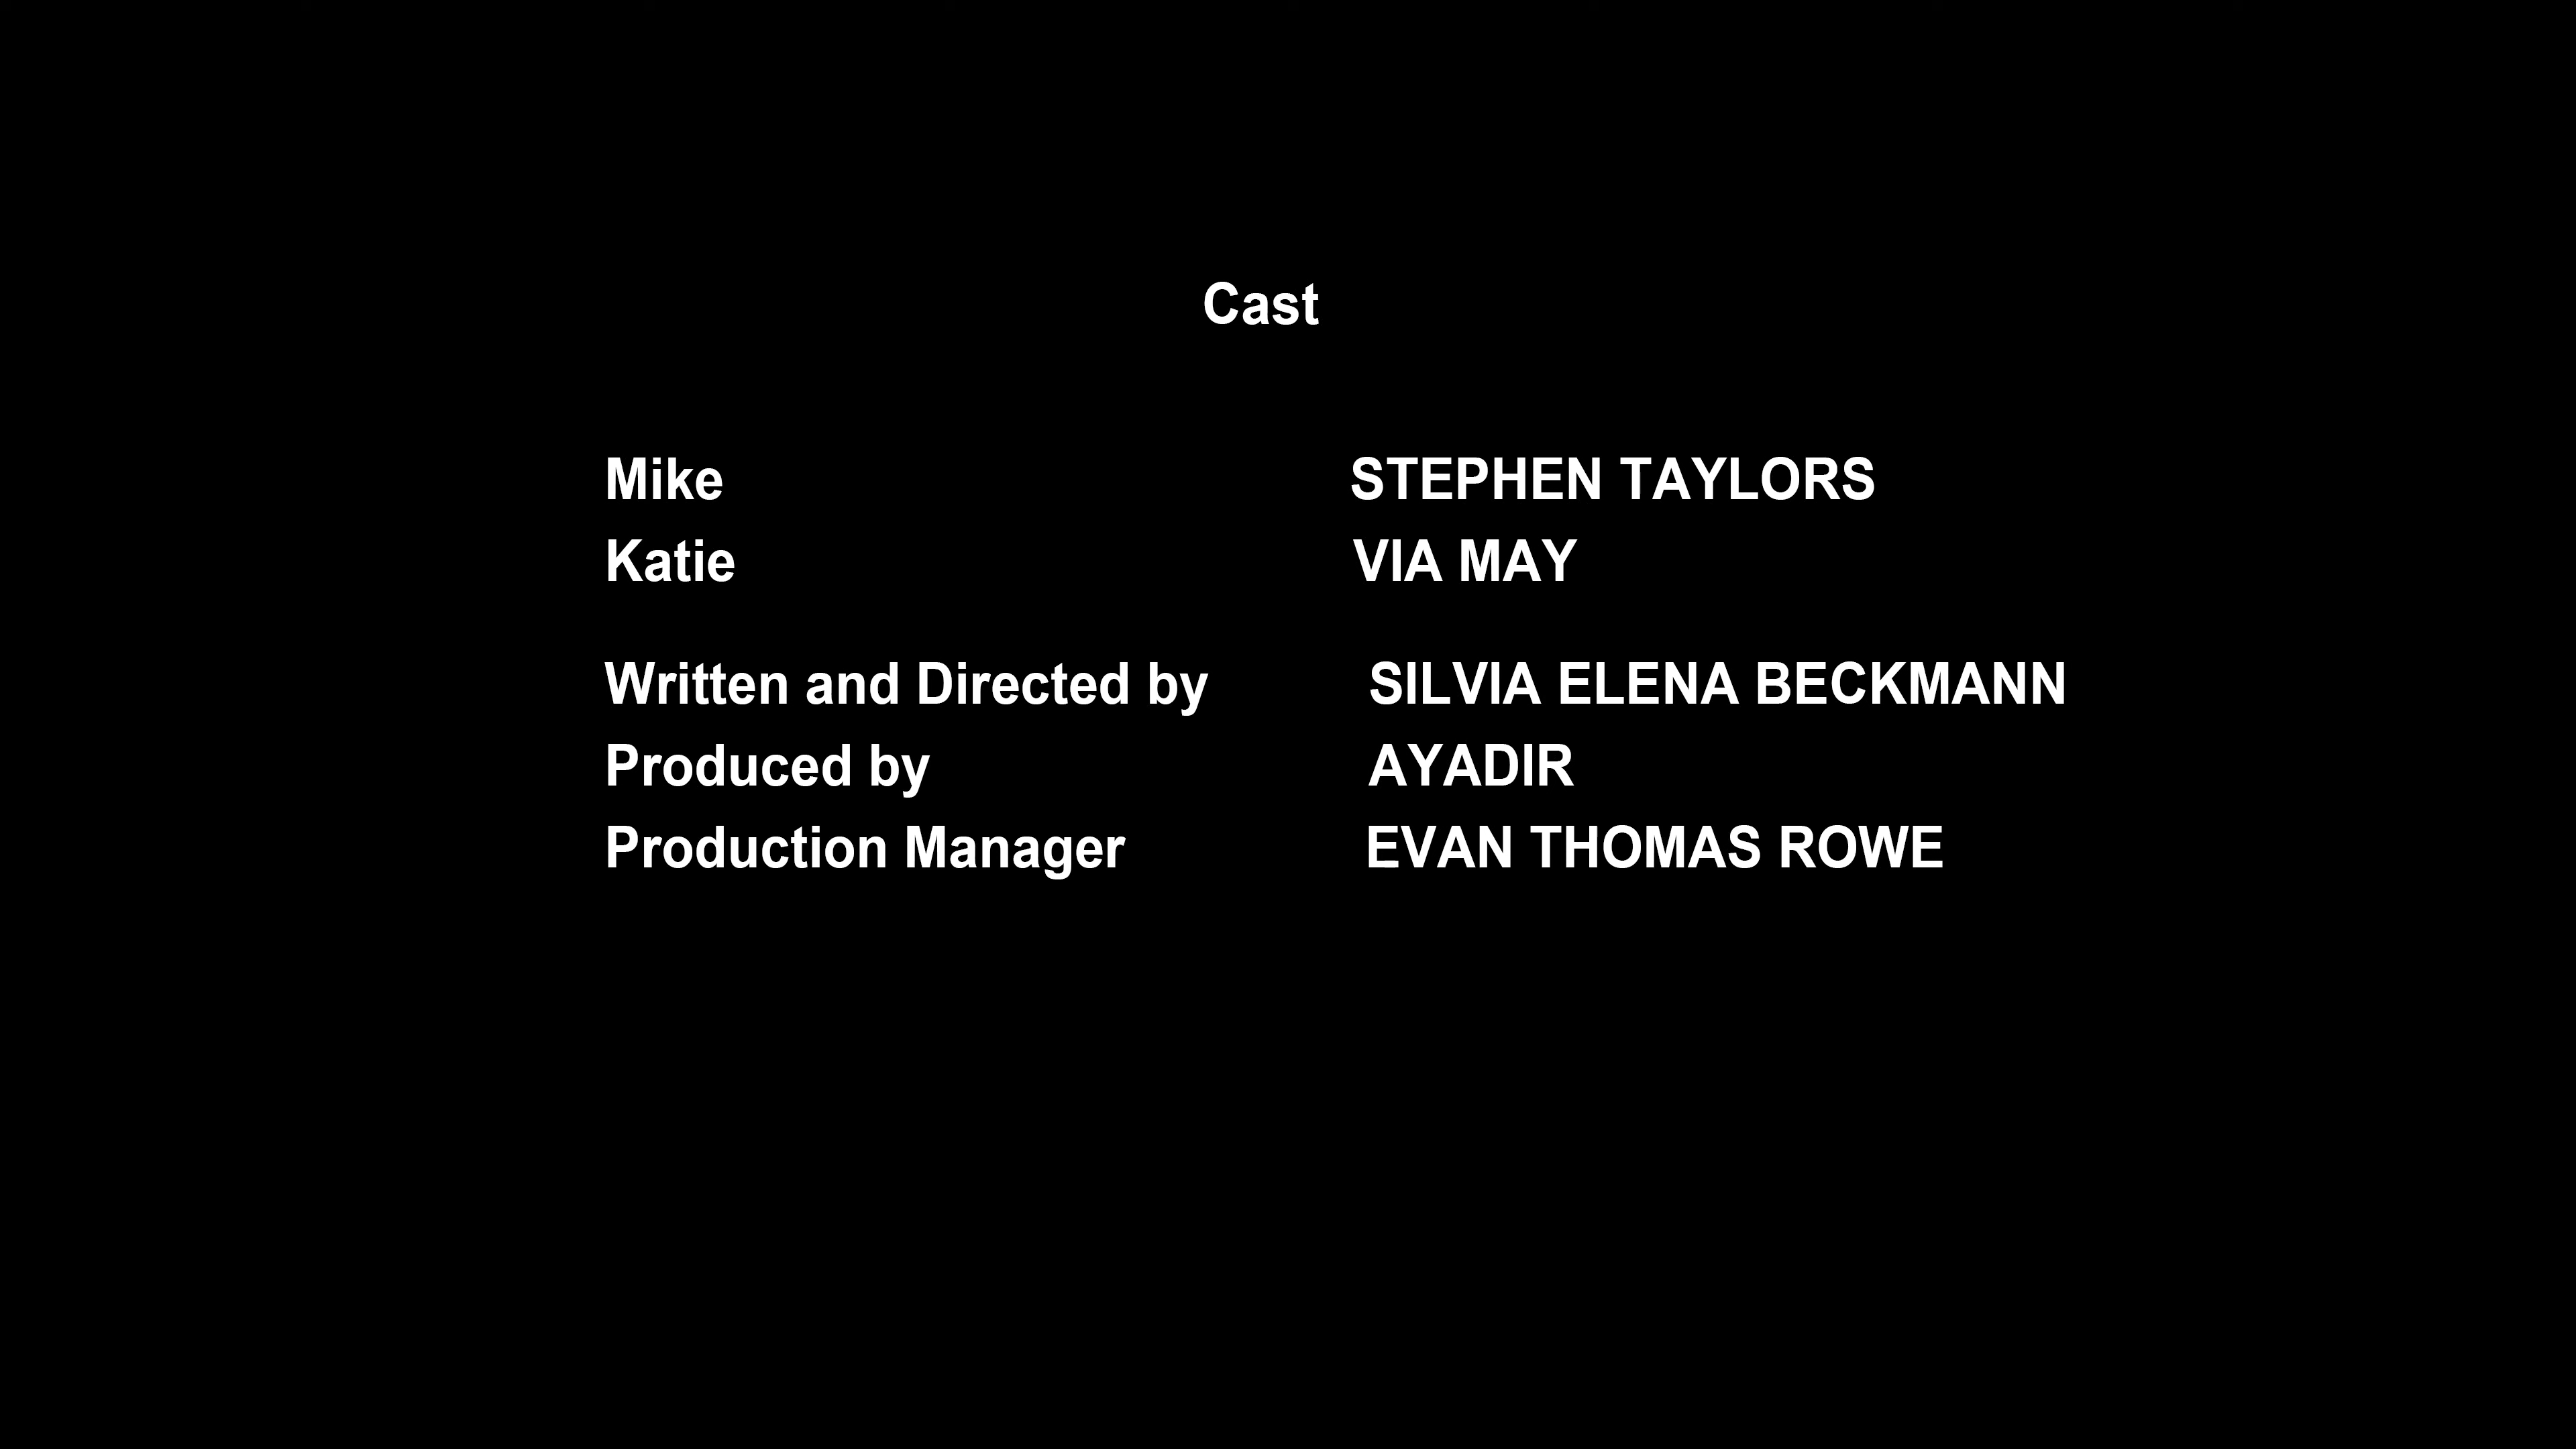 Cast
Mike STEPHEN TAYLORS
Katie VIA MAY
Written and Directed by SILVIA ELENA BECKMANN
Produced by AYADIR
Production Manager EVAN THOMAS ROWE